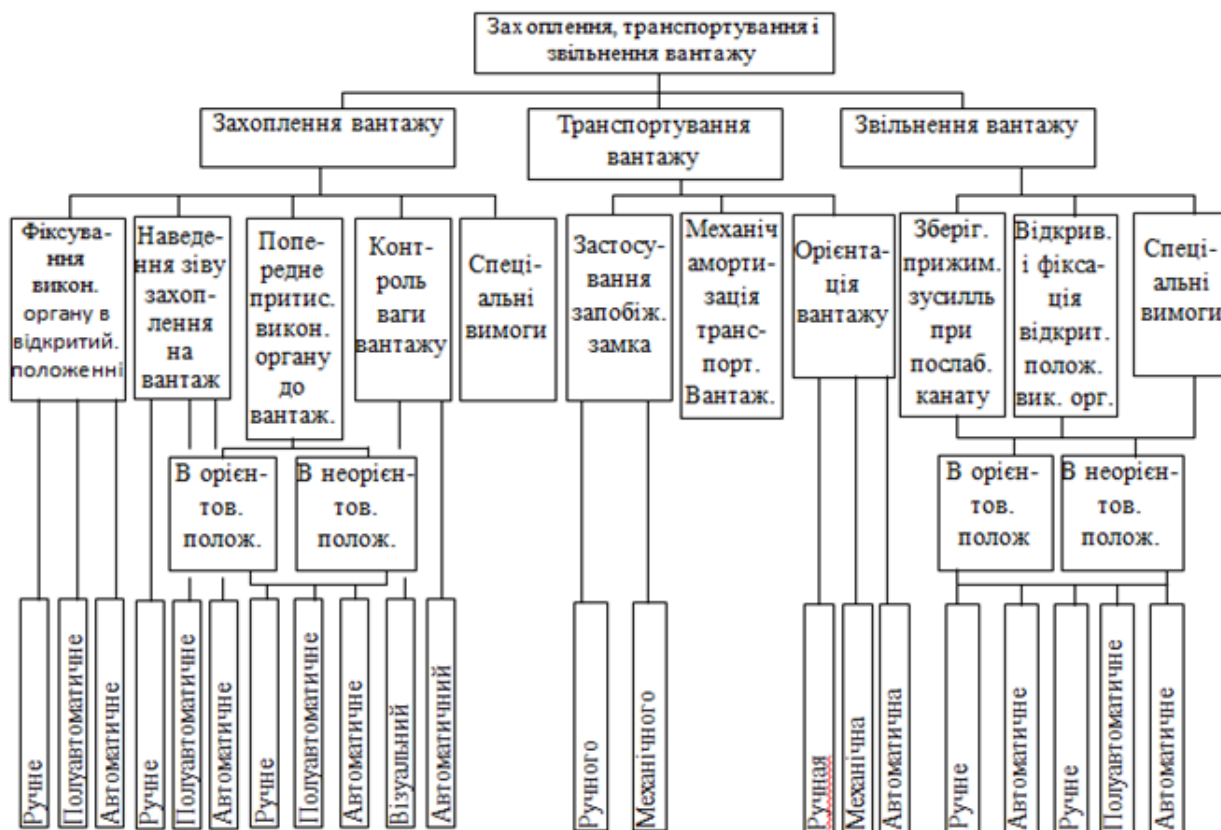 Захоплення, транспортування і
звільнення вантажу
Захоплення вантажу
Транспортування
вантажу
Звільнення вантажу
Фіксува-
ння
викон.
органу в
відкритий.
положенні
Наведе-
ння зіву
захоп-
лення
на
вантаж
Попе-
редне
притис.
викон.
органу
до
вантаж.
Конт-
роль
ваги
вантажу
Спеці-
альні
вимоги
Застосу-
вання
запобіж.
замка
Механіч
аморти-
зація
транс-
порт.
Вантаж.
Орієнта-
ція
вантажу
Зберіг.
прижим.
зусилль
при
послаб.
канату
Відкрив.
і фікса-
ція
відкрит.
полож.
вик. орг.
Спеці-
альні
вимоги
В орієн-
тов.
полож.
В неорієн-
тов.
полож.
В орієн-
тов.
полож
В неорієн-
тов.
полож.
Ручне
Полуавтоматичне
Автоматичне
Ручне
Полуавтоматичне
Автоматичне
Ручне
Полуавтоматичне
Автоматичне
Візуальний
Автоматичний
Ручного
Механічного
Ручная
Механічна
Автоматична
Ручне
Автоматичне
Ручне
Полуавтоматичне
Автоматичне